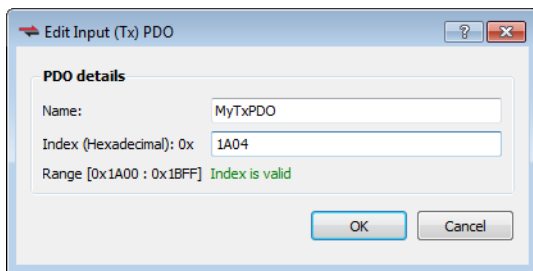 Edit Input (Tx) PDO
PDO details
Name: MyTxPDO
Index (Hexadecimal): 0x 1A04
Range [0x1A00 : 0x1BFF] Index is valid
OK Cancel